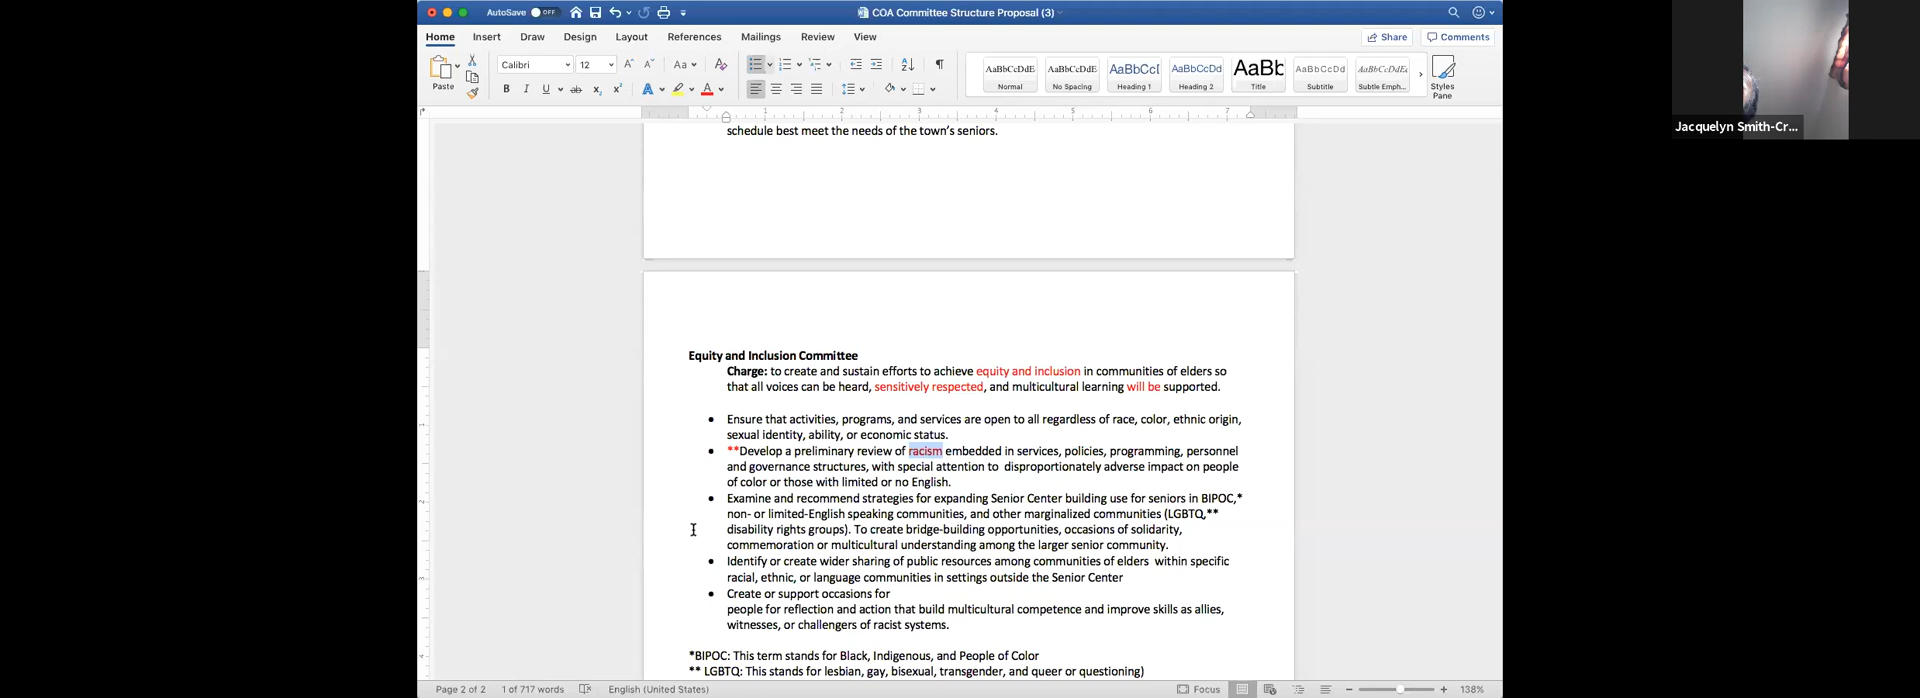 AutoSave OFF
COA Committee Structure Proposal (3)
Home Insert Draw Design Layout References Mailings Review View
Share Comments
Paste
Calibri 12
AaBbCcDdE AaBbCcDdE AaBbCcD AaBbCcDd AaBb AaBbCcDd AaBbCcDdEe
Normal No Spacing Heading 1 Heading 2 Title Subtitle Subtle Emph... Styles
Pane
1 2 3 4 5 6 7
Jacquelyn Smith-Cr...
schedule best meet the needs of the town's seniors.
Equity and Inclusion Committee
Charge: to create and sustain efforts to achieve equity and inclusion in communities of elders so
that all voices can be heard, sensitively respected, and multicultural learning will be supported.
• Ensure that activities, programs, and services are open to all regardless of race, color, ethnic origin,
sexual identity, ability, or economic status.
• **Develop a preliminary review of racism embedded in services, policies, programming, personnel
and governance structures, with special attention to disproportionately adverse impact on people
of color or those with limited or no English.
• Examine and recommend strategies for expanding Senior Center building use for seniors in BIPOC,*
non- or limited-English speaking communities, and other marginalized communities (LGBTQ,**
disability rights groups). To create bridge-building opportunities, occasions of solidarity,
commemoration or multicultural understanding among the larger senior community.
• Identify or create wider sharing of public resources among communities of elders within specific
racial, ethnic, or language communities in settings outside the Senior Center
• Create or support occasions for
people for reflection and action that build multicultural competence and improve skills as allies,
witnesses, or challengers of racist systems.
*BIPOC: This term stands for Black, Indigenous, and People of Color
** LGBTQ: This stands for lesbian, gay, bisexual, transgender, and queer or questioning)
Page 2 of 2 1 of 717 words English (United States) Focus 138%